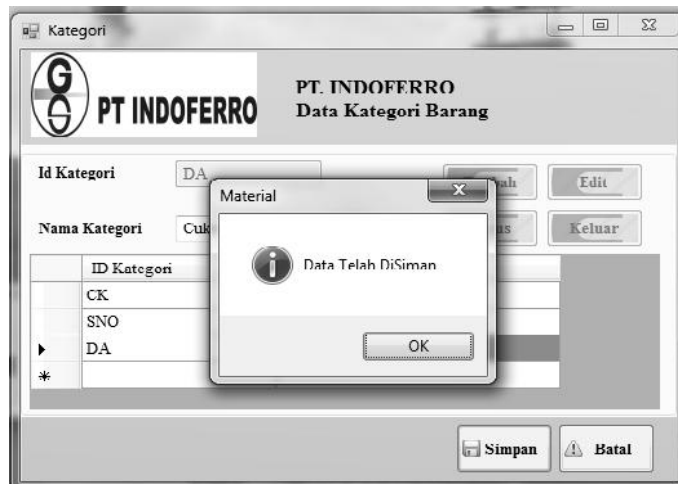 Kategori
PT INDOFERRO
PT. INDOFERRO
Data Kategori Barang
Id Kategori
DA
Edit
Nama Kategori
Keluar
Material
Data Telah DiSiman
OK
ID Kategori
CK
SNO
DA
Simpan
Batal